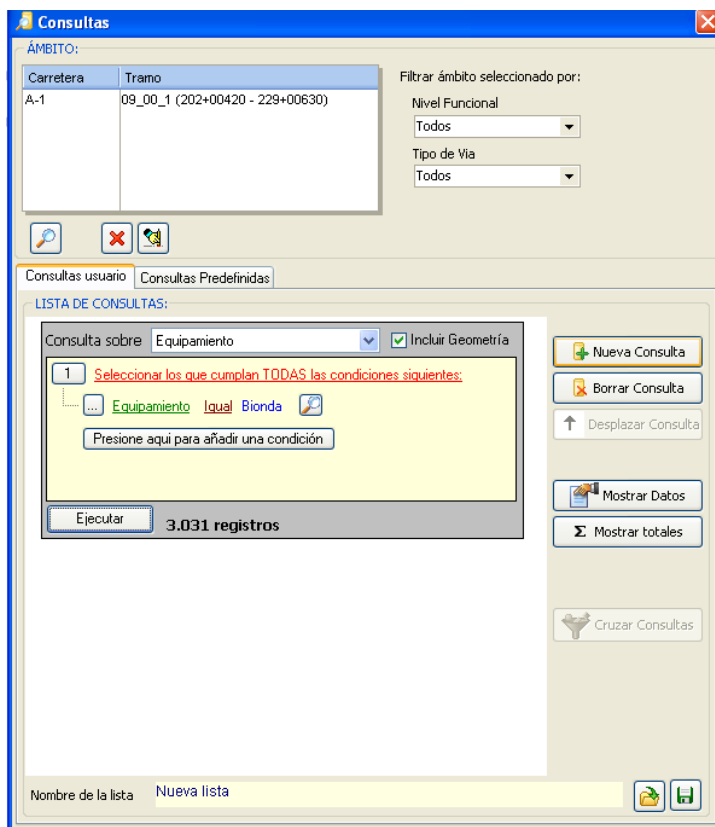 Consultas
ÁMBITO:
Carretera Tramo
A-1 09_00_1 (202+00420 - 229+00630)
Filtrar ámbito seleccionado por:
Nivel Funcional
Todos
Tipo de Via
Todos
Consultas usuario Consultas Predefinidas
LISTA DE CONSULTAS:
Consulta sobre Equipamiento Incluir Geometría
1 Seleccionar los que cumplan TODAS las condiciones siguientes:
... Equipamiento Igual Bionda
Presione aqui para añadir una condición
Ejecutar 3.031 registros
Nueva Consulta
Borrar Consulta
Desplazar Consulta
Mostrar Datos
Σ Mostrar totales
Cruzar Consultas
Nombre de la lista Nueva lista